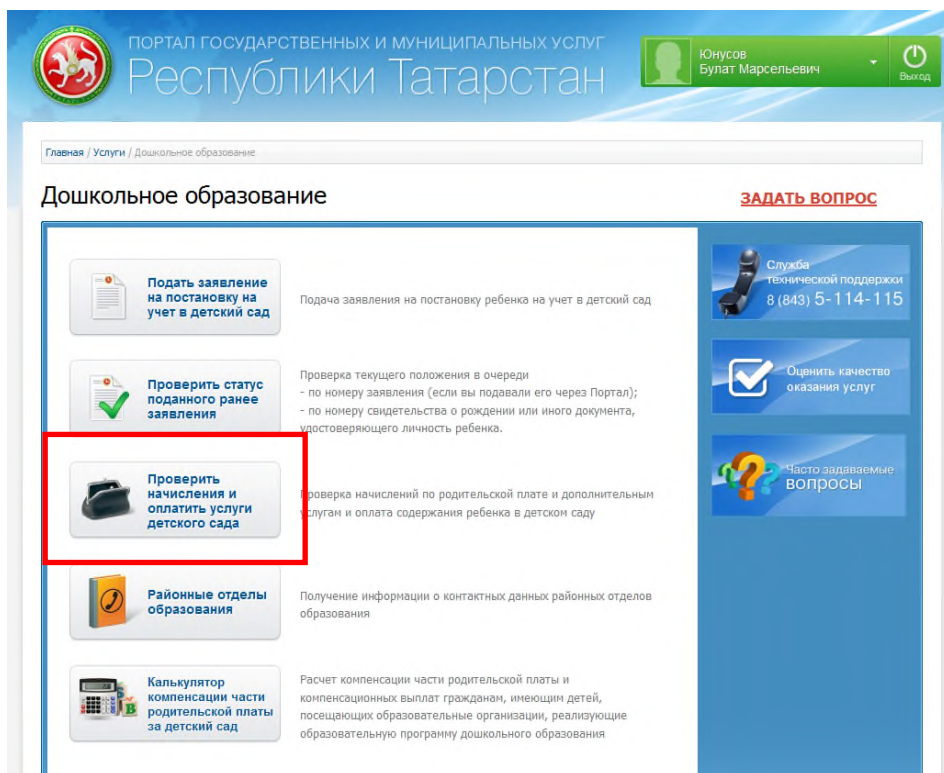 ПОРТАЛ ГОСУДАРСТВЕННЫХ И МУНИЦИПАЛЬНЫХ УСЛУГ
Республики Татарстан
Юнусов
Булат Марсельевич
Выход
Главная / Услуги / Дошкольное образование
Дошкольное образование
ЗАДАТЬ ВОПРОС
Подать заявление
на постановку на
учет в детский сад
Подача заявления на постановку ребенка на учет в детский сад
Проверить статус
поданного ранее
заявления
Проверка текущего положения в очереди
- по номеру заявления (если вы подавали его через Портал);
- по номеру свидетельства о рождении или иного документа,
удостоверяющего личность ребенка.
Проверить
начисления и
оплатить услуги
детского сада
Проверка начислений по родительской плате и дополнительным
услугам и оплата содержания ребенка в детском саду
Районные отделы
образования
Получение информации о контактных данных районных отделов
образования
Калькулятор
компенсации части
родительской платы
за детский сад
Расчет компенсации части родительской платы и
компенсационных выплат гражданам, имеющим детей,
посещающих образовательные организации, реализующие
образовательную программу дошкольного образования
Служба
технической поддержки
8 (843) 5-114-115
Оценить качество
оказания услуг
Часто задаваемые
ВОПРОСЫ